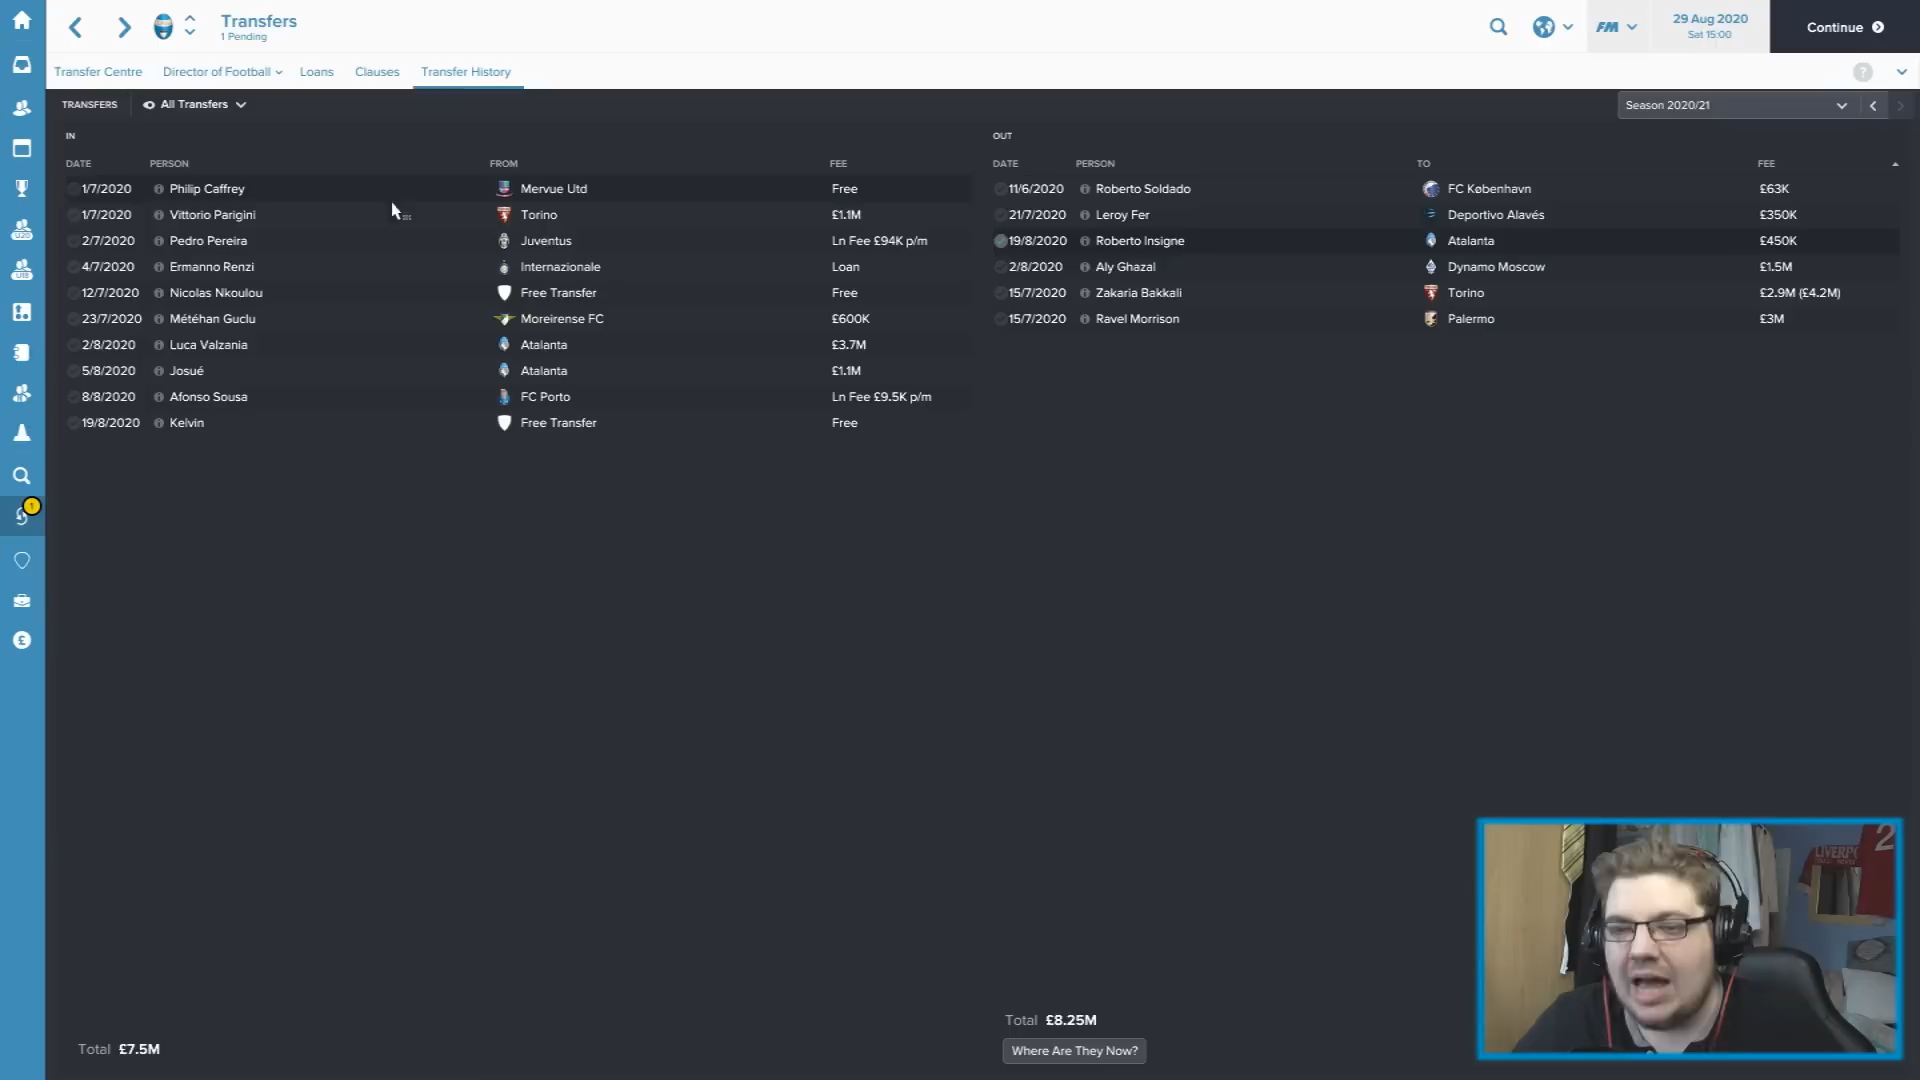 Transfers
1 Pending
29 Aug 2020
Sat 15:00
Continue
FM
Transfer Centre
Director of Football
Loans
Clauses
Transfer History
?
TRANSFERS
All Transfers
Season 2020/21
IN
DATE PERSON FROM FEE
1/7/2020 Philip Caffrey Mervue Utd Free
1/7/2020 Vittorio Parigini Torino £1.1M
2/7/2020 Pedro Pereira Juventus Ln Fee £94K p/m
4/7/2020 Ermanno Renzi Internazionale Loan
12/7/2020 Nicolas Nkoulou Free Transfer Free
23/7/2020 Météhan Guclu Moreirense FC £600K
2/8/2020 Luca Valzania Atalanta £3.7M
5/8/2020 Josué Atalanta £1.1M
8/8/2020 Afonso Sousa FC Porto Ln Fee £9.5K p/m
19/8/2020 Kelvin Free Transfer Free
Total £7.5M
OUT
DATE PERSON TO FEE
11/6/2020 Roberto Soldado FC København £63K
21/7/2020 Leroy Fer Deportivo Alavés £350K
19/8/2020 Roberto Insigne Atalanta £450K
2/8/2020 Aly Ghazal Dynamo Moscow £1.5M
15/7/2020 Zakaria Bakkali Torino £2.9M (£4.2M)
15/7/2020 Ravel Morrison Palermo £3M
Total £8.25M
Where Are They Now?
U20
U18
1
£
LIVERP
2